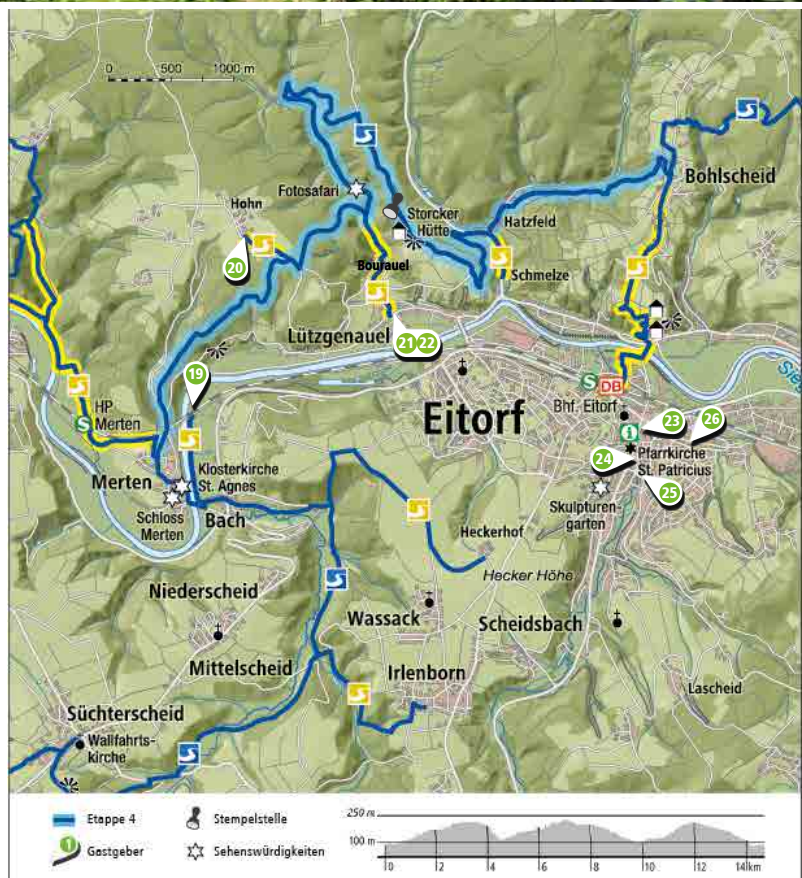 0 500 1000 m
Bohlscheid
Fotosafari
Storcker
Hütte
Hatzfeld
Hohn
20
Bourauel
Schmelze
Lützgenauel
21 22
19
S DB
Bhf. Eitorf
Sieg
HP
Merten
S
Eitorf
i
23
26
24
Pfarrkirche
St. Patricius
25
Merten
Klosterkirche
St. Agnes
Schloss
Merten
Bach
Skulpturen-
garten
Heckerhof
Hecker Höhe
Niederscheid
Wassack
Scheidsbach
Mittelscheid
Irlenborn
Lascheid
Süchterscheid
Wallfahrts-
kirche
Etappe 4
Stempelstelle
1 Gastgeber
Sehenswürdigkeiten
250 m
100 m
0 2 4 6 8 10 12 14 km